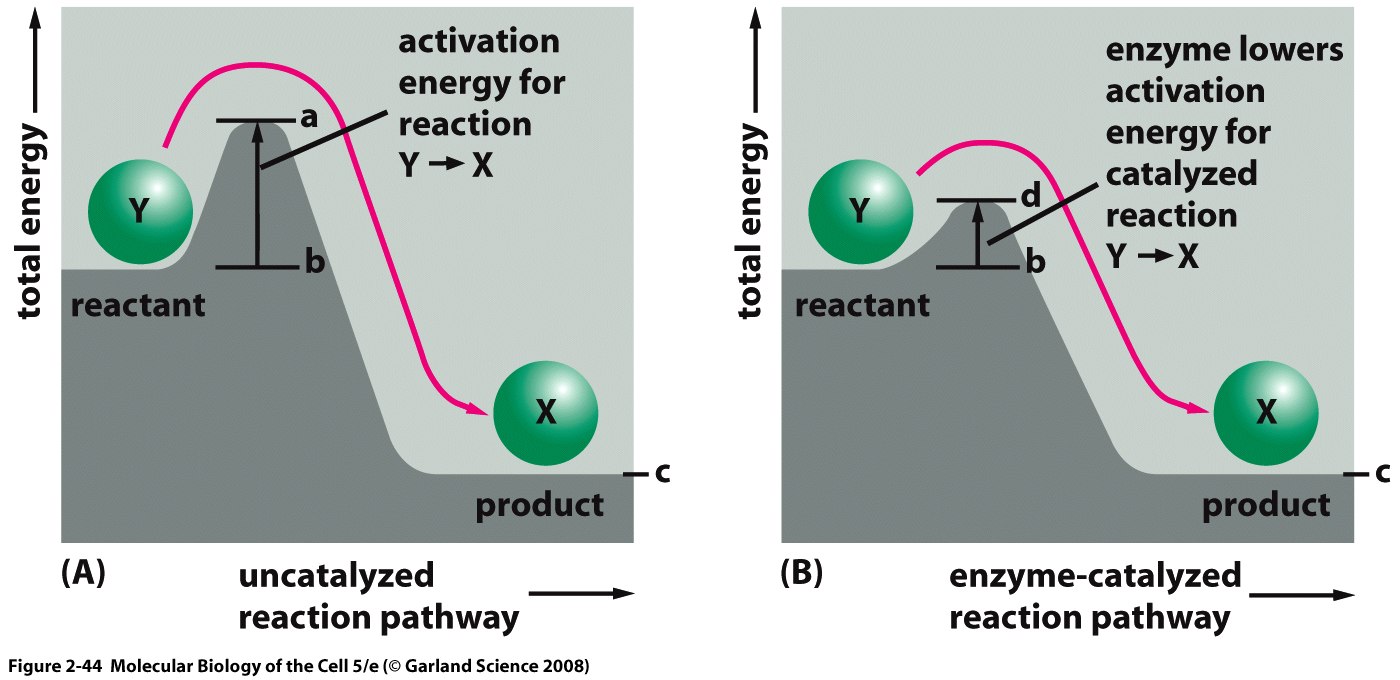 total energy
activation
energy for
reaction
Y → X
a
b
Y
reactant
X
c
product
(A)
uncatalyzed
reaction pathway
total energy
enzyme lowers
activation
energy for
catalyzed
reaction
Y → X
d
b
Y
reactant
X
c
product
(B)
enzyme-catalyzed
reaction pathway
Figure 2-44 Molecular Biology of the Cell 5/e (© Garland Science 2008)